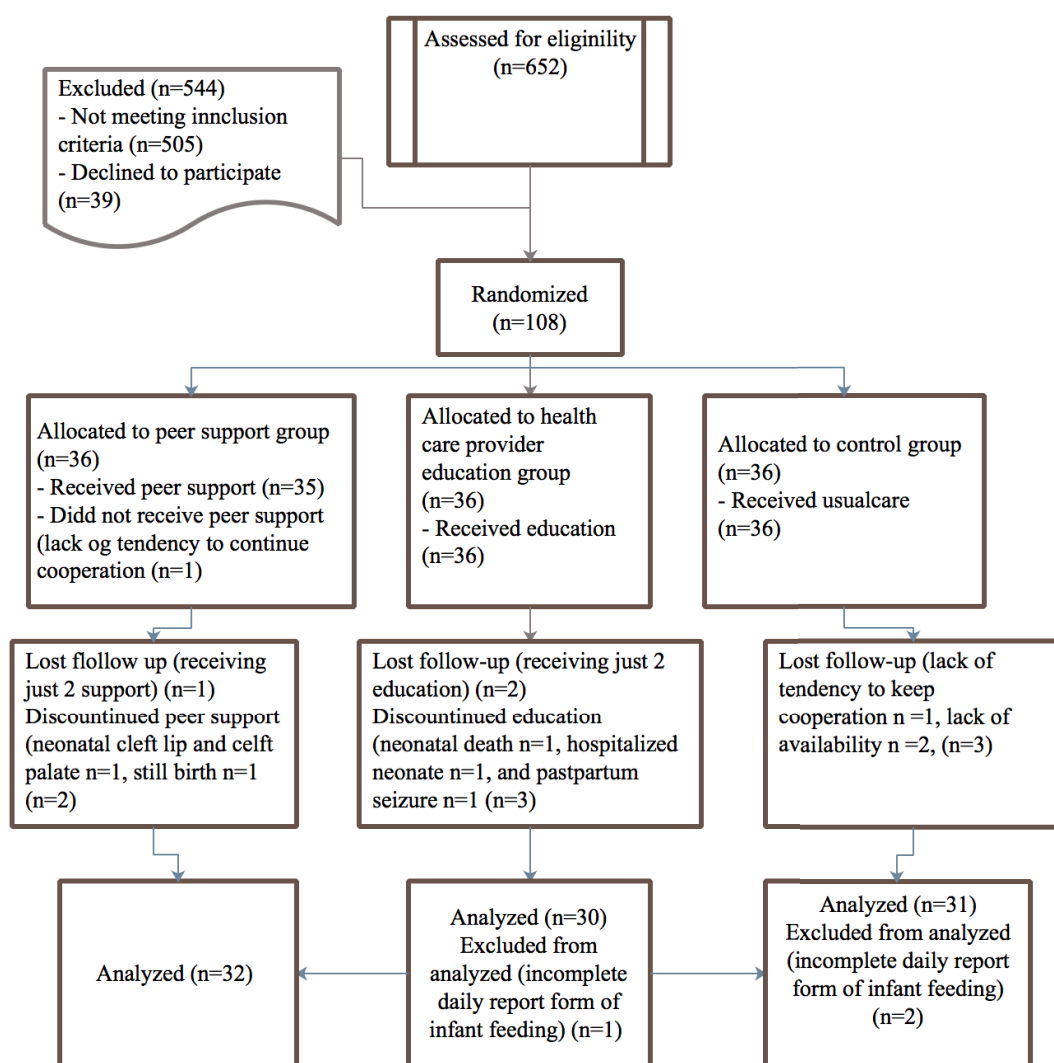 Assessed for eliginility
(n=652)
Excluded (n=544)
- Not meeting innclusion
criteria (n=505)
- Declined to participate
(n=39)
Randomized
(n=108)
Allocated to peer support group
(n=36)
- Received peer support (n=35)
- Didd not receive peer support
(lack og tendency to continue
cooperation (n=1)
Allocated to health
care provider
education group
(n=36)
- Received education
(n=36)
Allocated to control group
(n=36)
- Received usualcare
(n=36)
Lost flollow up (receiving
just 2 support) (n=1)
Discountinued peer support
(neonatal cleft lip and celft
palate n=1, still birth n=1
(n=2)
Lost follow-up (receiving just 2
education) (n=2)
Discountinued education
(neonatal death n=1, hospitalized
neonate n=1, and pastpartum
seizure n=1 (n=3)
Lost follow-up (lack of
tendency to keep
cooperation n =1, lack of
availability n =2, (n=3)
Analyzed (n=32)
Analyzed (n=30)
Excluded from
analyzed (incomplete
daily report form of
infant feeding) (n=1)
Analyzed (n=31)
Excluded from analyzed
(incomplete daily report
form of infant feeding)
(n=2)